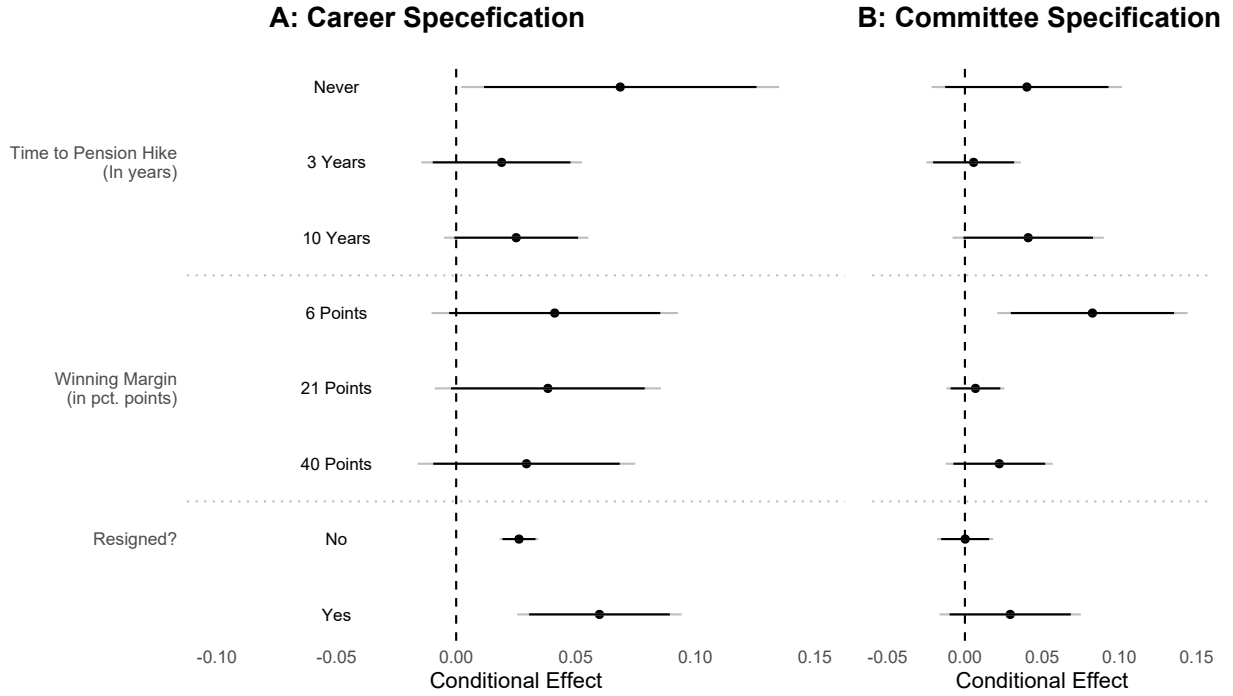 A: Career Specefication
B: Committee Specification
Never
Time to Pension Hike
(In years)
3 Years
10 Years
6 Points
Winning Margin
(in pct. points)
21 Points
40 Points
Resigned?
No
Yes
-0.10 -0.05 0.00 0.05 0.10 0.15
-0.05 0.00 0.05 0.10 0.15
Conditional Effect
Conditional Effect